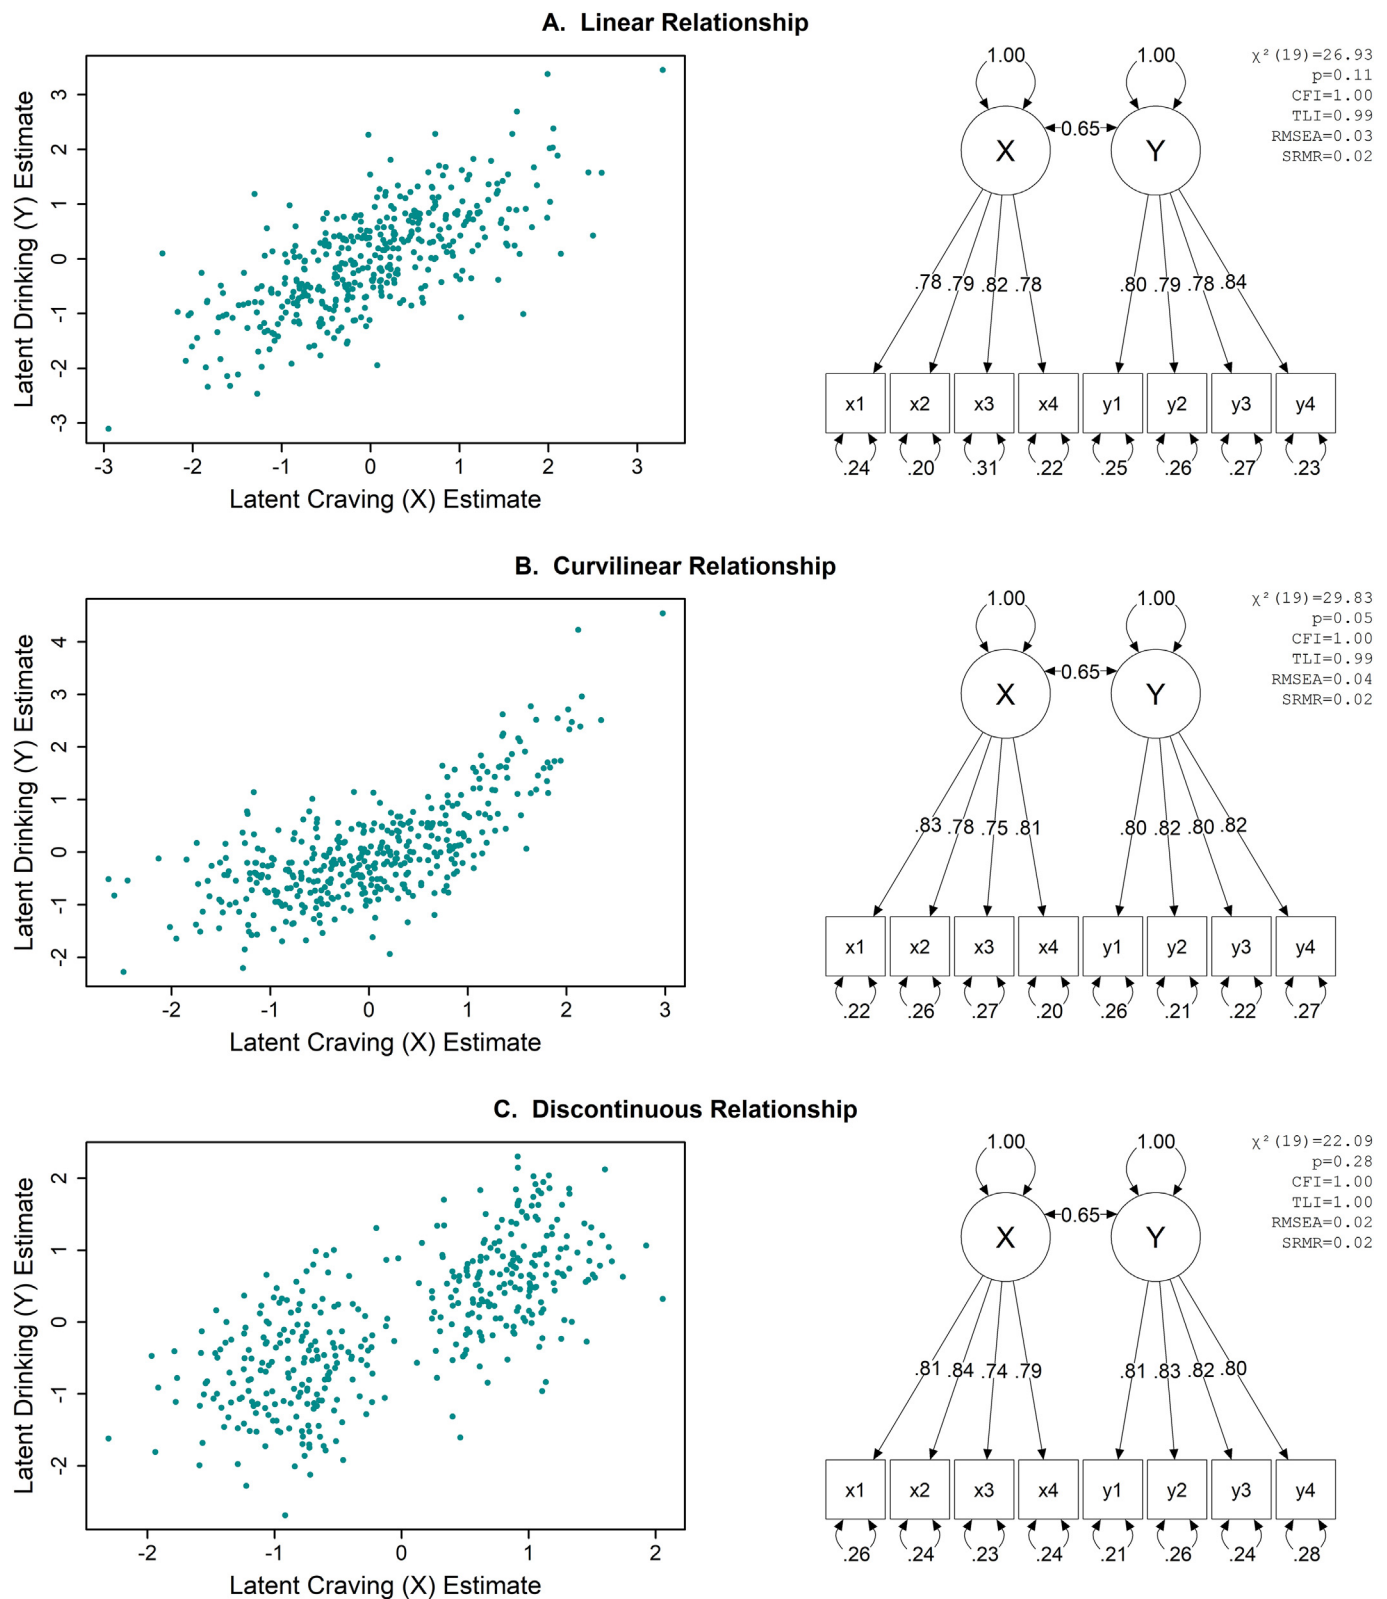 A.  Linear Relationship
Latent Drinking (Y) Estimate
3
2
1
0
-1
-2
-3
-3 -2 -1 0 1 2 3
Latent Craving (X) Estimate
1.00 1.00
X 0.65 Y
.78 .79 .82 .78 .80 .79 .78 .84
x1 x2 x3 x4 y1 y2 y3 y4
.24 .20 .31 .22 .25 .26 .27 .23
χ²(19)=26.93
p=0.11
CFI=1.00
TLI=0.99
RMSEA=0.03
SRMR=0.02
B.  Curvilinear Relationship
Latent Drinking (Y) Estimate
4
3
2
1
0
-1
-2
-2 -1 0 1 2 3
Latent Craving (X) Estimate
1.00 1.00
X 0.65 Y
.83 .78 .75 .81 .80 .82 .80 .82
x1 x2 x3 x4 y1 y2 y3 y4
.22 .26 .27 .20 .26 .21 .22 .27
χ²(19)=29.83
p=0.05
CFI=1.00
TLI=0.99
RMSEA=0.04
SRMR=0.02
C.  Discontinuous Relationship
Latent Drinking (Y) Estimate
2
1
0
-1
-2
-2 -1 0 1 2
Latent Craving (X) Estimate
1.00 1.00
X 0.65 Y
.81 .84 .74 .79 .81 .83 .82 .80
x1 x2 x3 x4 y1 y2 y3 y4
.26 .24 .23 .24 .21 .26 .24 .28
χ²(19)=22.09
p=0.28
CFI=1.00
TLI=1.00
RMSEA=0.02
SRMR=0.02